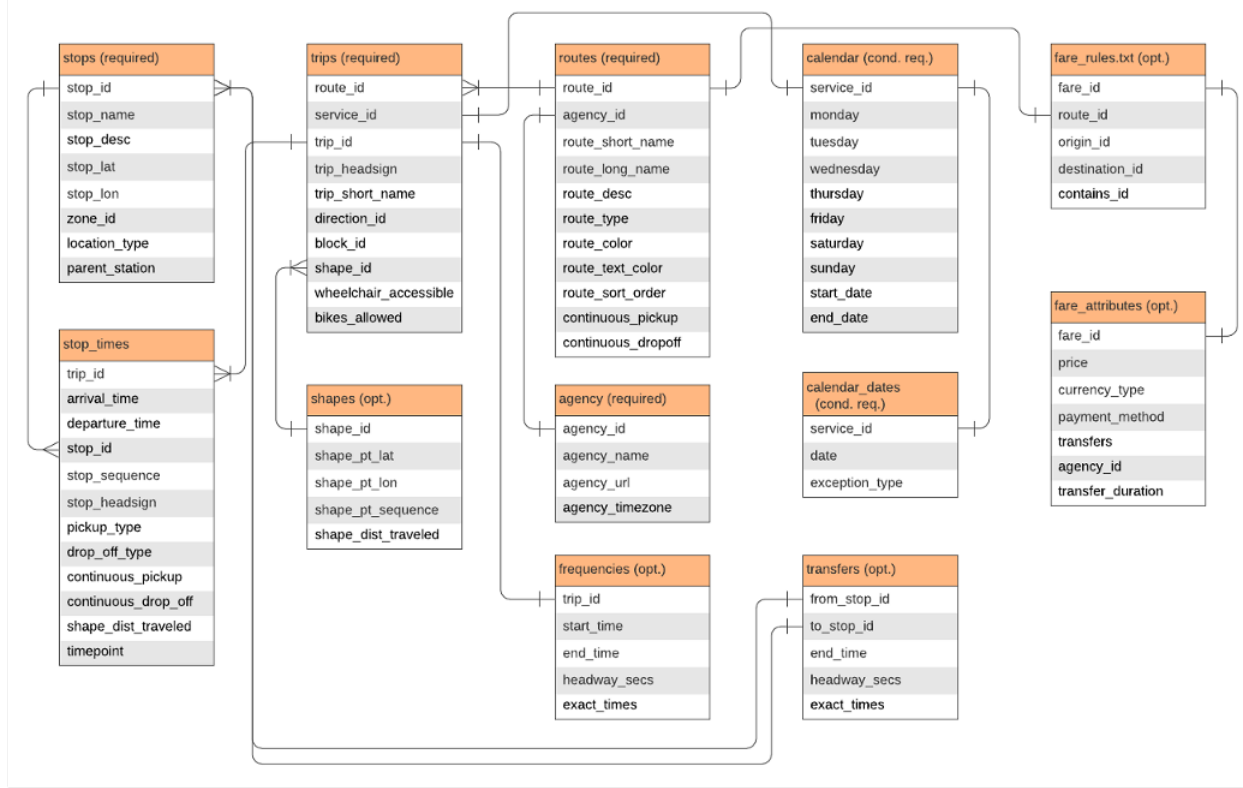 stops (required)
stop_id
stop_name
stop_desc
stop_lat
stop_lon
zone_id
location_type
parent_station
stop_times
trip_id
arrival_time
departure_time
stop_id
stop_sequence
stop_headsign
pickup_type
drop_off_type
continuous_pickup
continuous_drop_off
shape_dist_traveled
timepoint
trips (required)
route_id
service_id
trip_id
trip_headsign
trip_short_name
direction_id
block_id
shape_id
wheelchair_accessible
bikes_allowed
shapes (opt.)
shape_id
shape_pt_lat
shape_pt_lon
shape_pt_sequence
shape_dist_traveled
routes (required)
route_id
agency_id
route_short_name
route_long_name
route_desc
route_type
route_color
route_text_color
route_sort_order
continuous_pickup
continuous_dropoff
agency (required)
agency_id
agency_name
agency_url
agency_timezone
frequencies (opt.)
trip_id
start_time
end_time
headway_secs
exact_times
calendar (cond. req.)
service_id
monday
tuesday
wednesday
thursday
friday
saturday
sunday
start_date
end_date
calendar_dates
(cond. req.)
service_id
date
exception_type
transfers (opt.)
from_stop_id
to_stop_id
end_time
headway_secs
exact_times
fare_rules.txt (opt.)
fare_id
route_id
origin_id
destination_id
contains_id
fare_attributes (opt.)
fare_id
price
currency_type
payment_method
transfers
agency_id
transfer_duration